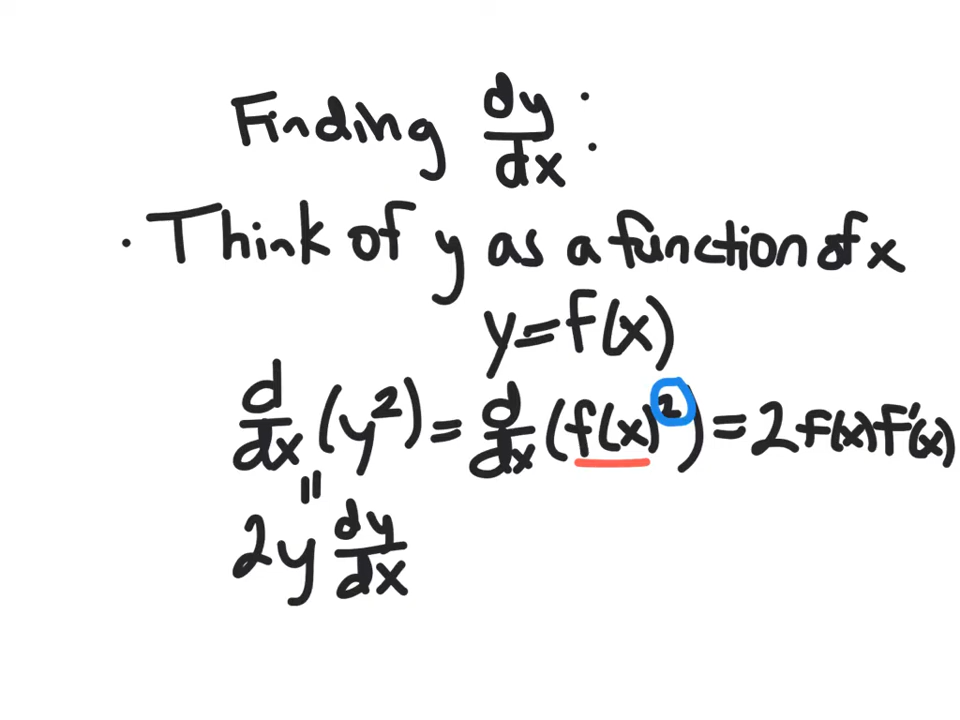 Finding dy/dx:
· Think of y as a function of x
y=f(x)
d/dx (y²) = d/dx (f(x)²) = 2f(x)f'(x)
||
2y dy/dx